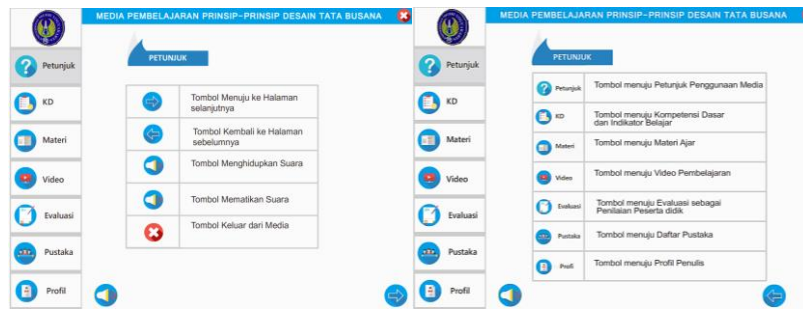 MEDIA PEMBELAJARAN PRINSIP-PRINSIP DESAIN TATA BUSANA
Petunjuk
KD
Materi
Video
Evaluasi
Pustaka
Profil
PETUNJUK
Tombol Menuju ke Halaman
selanjutnya
Tombol Kembali ke Halaman
sebelumnya
Tombol Menghidupkan Suara
Tombol Mematikan Suara
Tombol Keluar dari Media
MEDIA PEMBELAJARAN PRINSIP-PRINSIP DESAIN TATA BUSANA
Petunjuk
KD
Materi
Video
Evaluasi
Pustaka
Profil
PETUNJUK
Petunjuk Tombol menuju Petunjuk Penggunaan Media
KD Tombol menuju Kompetensi Dasar
dan Indikator Belajar
Materi Tombol menuju Materi Ajar
Video Tombol menuju Video Pembelajaran
Evaluasi Tombol menuju Evaluasi sebagai
Penilaian Peserta didik
Pustaka Tombol menuju Daftar Pustaka
Profil Tombol menuju Profil Penulis